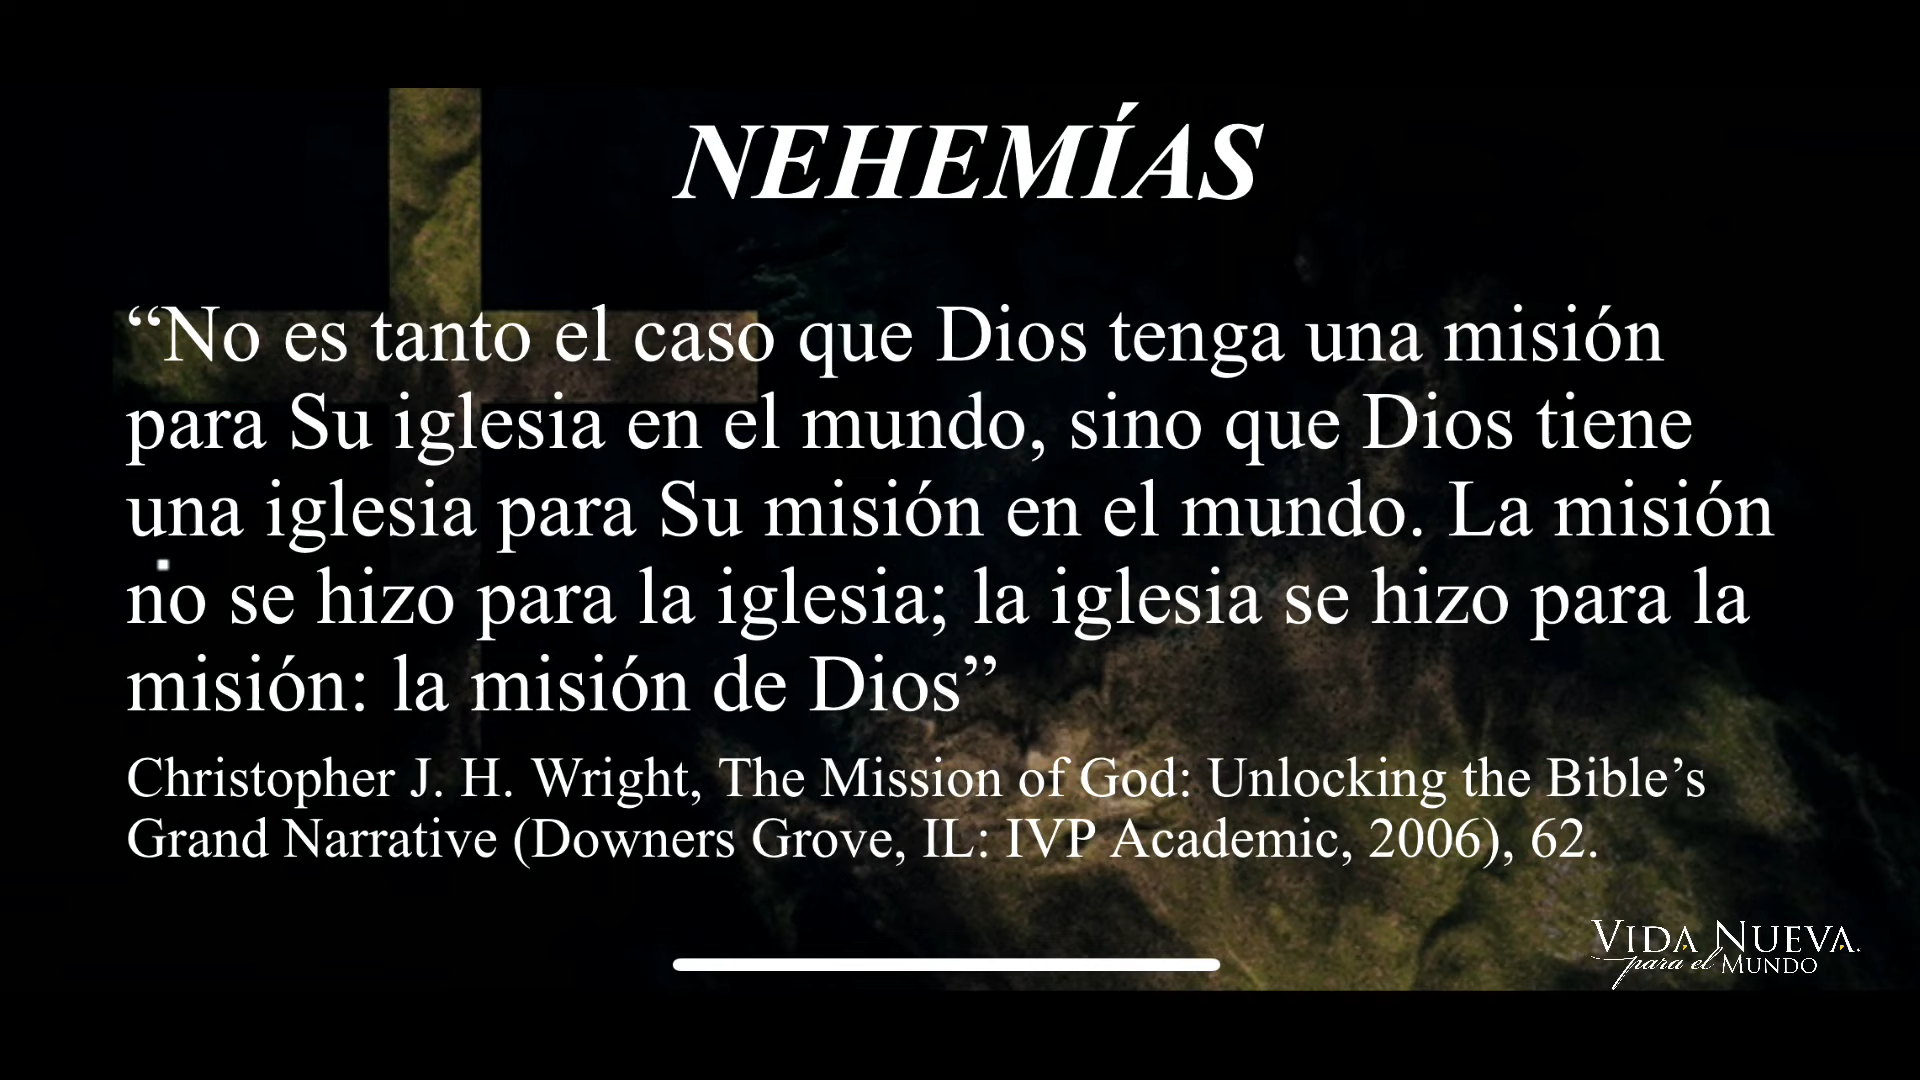 NEHEMÍAS
“No es tanto el caso que Dios tenga una misión
para Su iglesia en el mundo, sino que Dios tiene
una iglesia para Su misión en el mundo. La misión
no se hizo para la iglesia; la iglesia se hizo para la
misión: la misión de Dios”
Christopher J. H. Wright, The Mission of God: Unlocking the Bible’s
Grand Narrative (Downers Grove, IL: IVP Academic, 2006), 62.
VIDA NUEVA.
para el MUNDO